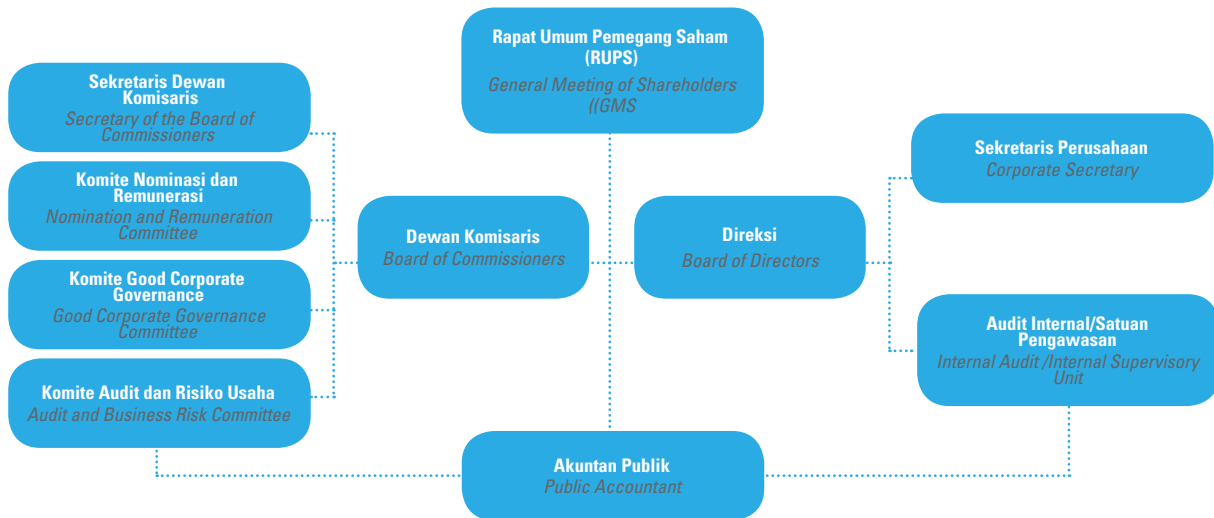 Rapat Umum Pemegang Saham
(RUPS)
General Meeting of Shareholders
((GMS
Sekretaris Dewan
Komisaris
Secretary of the Board of
Commissioners
Komite Nominasi dan
Remunerasi
Nomination and Remuneration
Committee
Komite Good Corporate
Governance
Good Corporate Governance
Committee
Komite Audit dan Risiko Usaha
Audit and Business Risk Committee
Dewan Komisaris
Board of Commissioners
Direksi
Board of Directors
Sekretaris Perusahaan
Corporate Secretary
Audit Internal/Satuan
Pengawasan
Internal Audit /Internal Supervisory
Unit
Akuntan Publik
Public Accountant